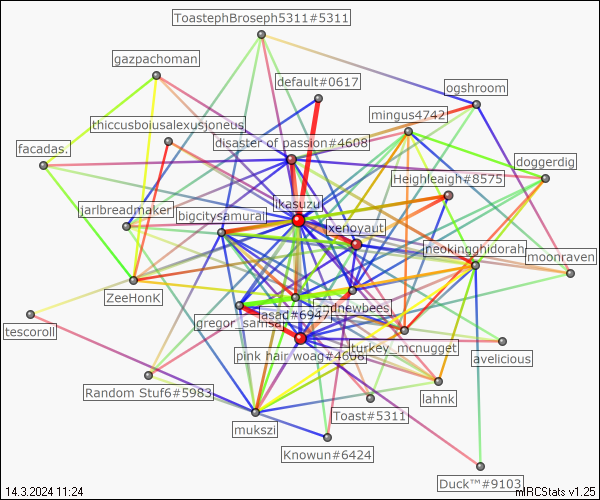 ToastephBroseph5311#5311
gazpachoman
default#0617
ogshroom
mingus4742
thiccusboiusalexusjoneus
disaster of passion#4608
facadas.
doggerdig
Heighleaigh#8575
ikasuzu
jarlbreadmaker
bigcitysamurai
xenoyaut
neokingghidorah
moonraven
ZeeHonK
asad#6947
gregor_samsa
tescoroll
turkey_mcnugget
pink hair woag#4608
avelicious
Random Stuf6#5983
lahnk
Toast#5311
mukszi
Knowun#6424
Duck™#9103
14.3.2024 11:24
mIRCStats v1.25